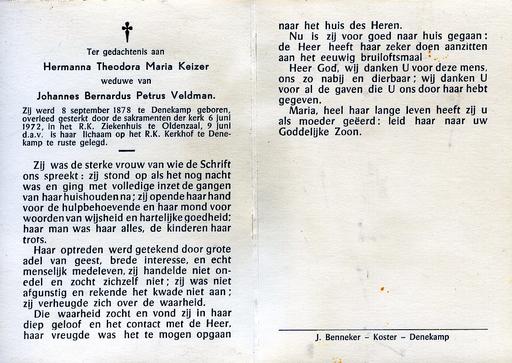 Ter gedachtenis aan
Hermanna Theodora Maria Keizer
weduwe van
Johannes Bernardus Petrus Veldman.
Zij werd 8 september 1878 te Denekamp geboren,
overleed gesterkt door de sakramenten der kerk 6 juni
1972, in het R.K. Ziekenhuis te Oldenzaal, 9 juni
d.a.v. is haar lichaam op het R.K. Kerkhof te Dene-
kamp te ruste gelegd.
Zij was de sterke vrouw van wie de Schrift
ons spreekt: zij stond op als het nog nacht
was en ging met volledige inzet de gangen
van haar huishouden na; zij opende haar hand
voor de hulpbehoevende en haar mond voor
woorden van wijsheid en hartelijke goedheid;
haar man was haar alles, de kinderen haar
trots.
Haar optreden werd getekend door grote
adel van geest, brede interesse, en echt
menselijk medeleven, zij handelde niet on-
edel en zocht zichzelf niet; zij was niet
afgunstig en rekende het kwade niet aan;
zij verheugde zich over de waarheid.
Die waarheid zocht en vond zij in haar
diep geloof en het contact met de Heer,
haar vreugde was het te mogen opgaan
naar het huis des Heren.
Nu is zij voor goed naar huis gegaan:
de Heer heeft haar zeker doen aanzitten
aan het eeuwig bruiloftsmaal
Heer God, wij danken U voor deze mens,
ons zo nabij en dierbaar; wij danken U
voor al de gaven die U ons door haar hebt
gegeven.
Maria, heel haar lange leven heeft zij u
als moeder geëerd: leid haar naar uw
Goddelijke Zoon.
J. Benneker - Koster - Denekamp